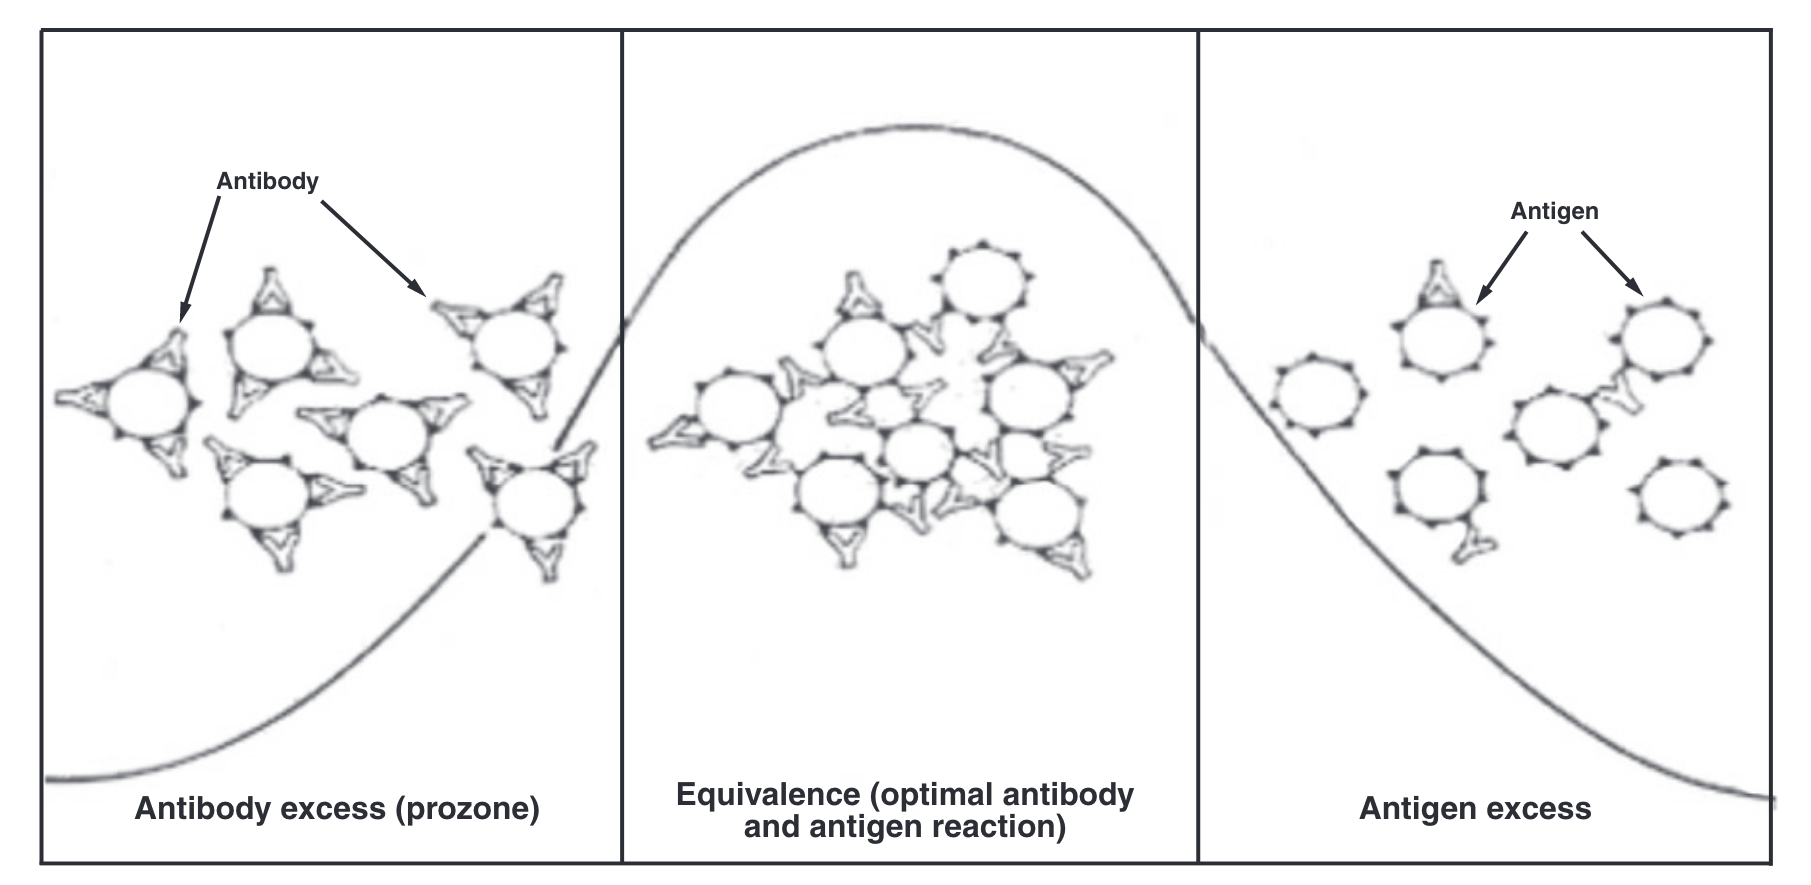 Antibody
Antigen
Antibody excess (prozone)
Equivalence (optimal antibody
and antigen reaction)
Antigen excess